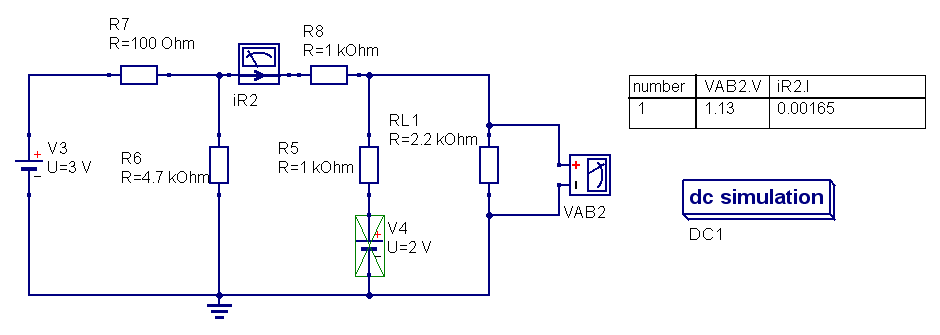 R7
R=100 Ohm
R8
R=1 kOhm
iR2
number VAB2.V iR2.I
1 1.13 0.00165
V3
U=3 V
R6
R=4.7 kOhm
R5
R=1 kOhm
RL1
R=2.2 kOhm
VAB2
V4
U=2 V
dc simulation
DC1